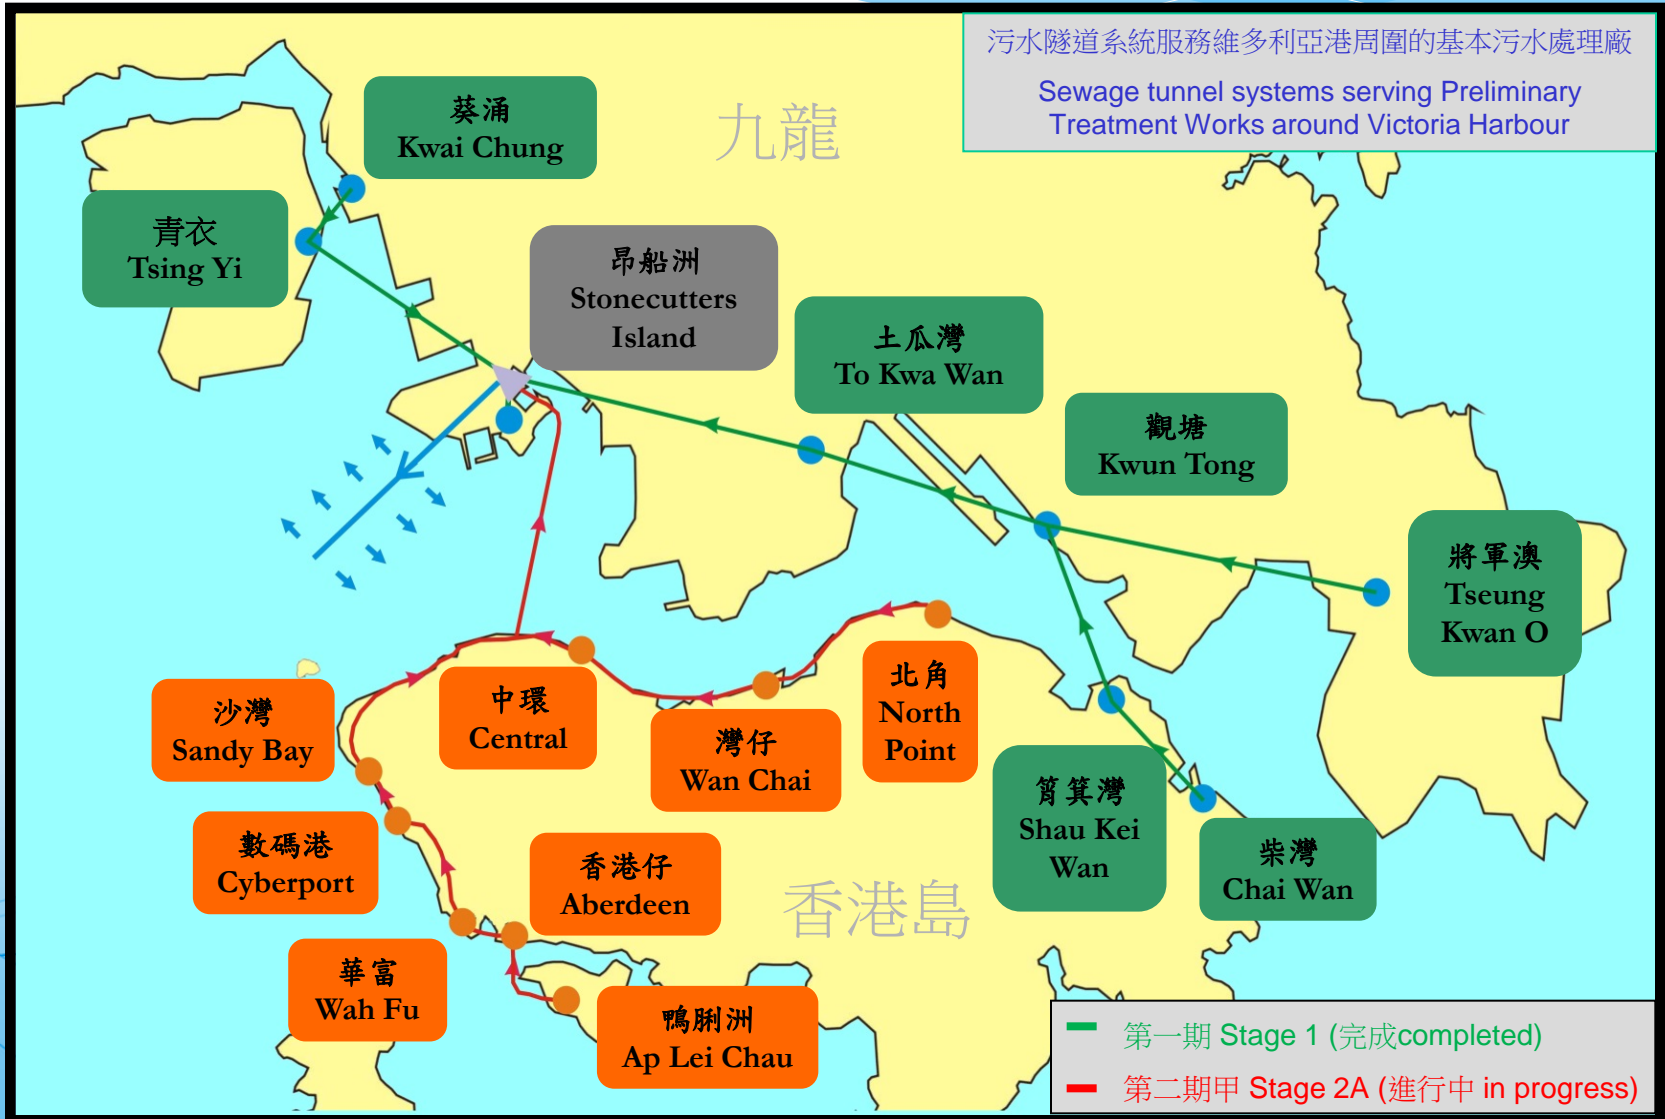 污水隧道系統服務維多利亞港周圍的基本污水處理廠
Sewage tunnel systems serving Preliminary
Treatment Works around Victoria Harbour
葵涌
Kwai Chung
九龍
青衣
Tsing Yi
昂船洲
Stonecutters
Island
土瓜灣
To Kwa Wan
觀塘
Kwun Tong
將軍澳
Tseung
Kwan O
沙灣
Sandy Bay
中環
Central
灣仔
Wan Chai
北角
North
Point
筲箕灣
Shau Kei
Wan
柴灣
Chai Wan
數碼港
Cyberport
香港仔
Aberdeen
香港島
華富
Wah Fu
鴨脷洲
Ap Lei Chau
第一期 Stage 1 (完成completed)
第二期甲 Stage 2A (進行中 in progress)